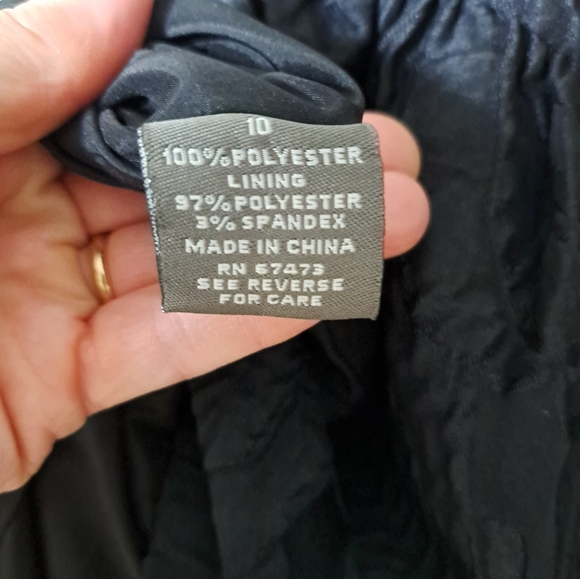 10
100% POLYESTER
LINING
97% POLYESTER
3% SPANDEX
MADE IN CHINA
RN 67473
SEE REVERSE
FOR CARE